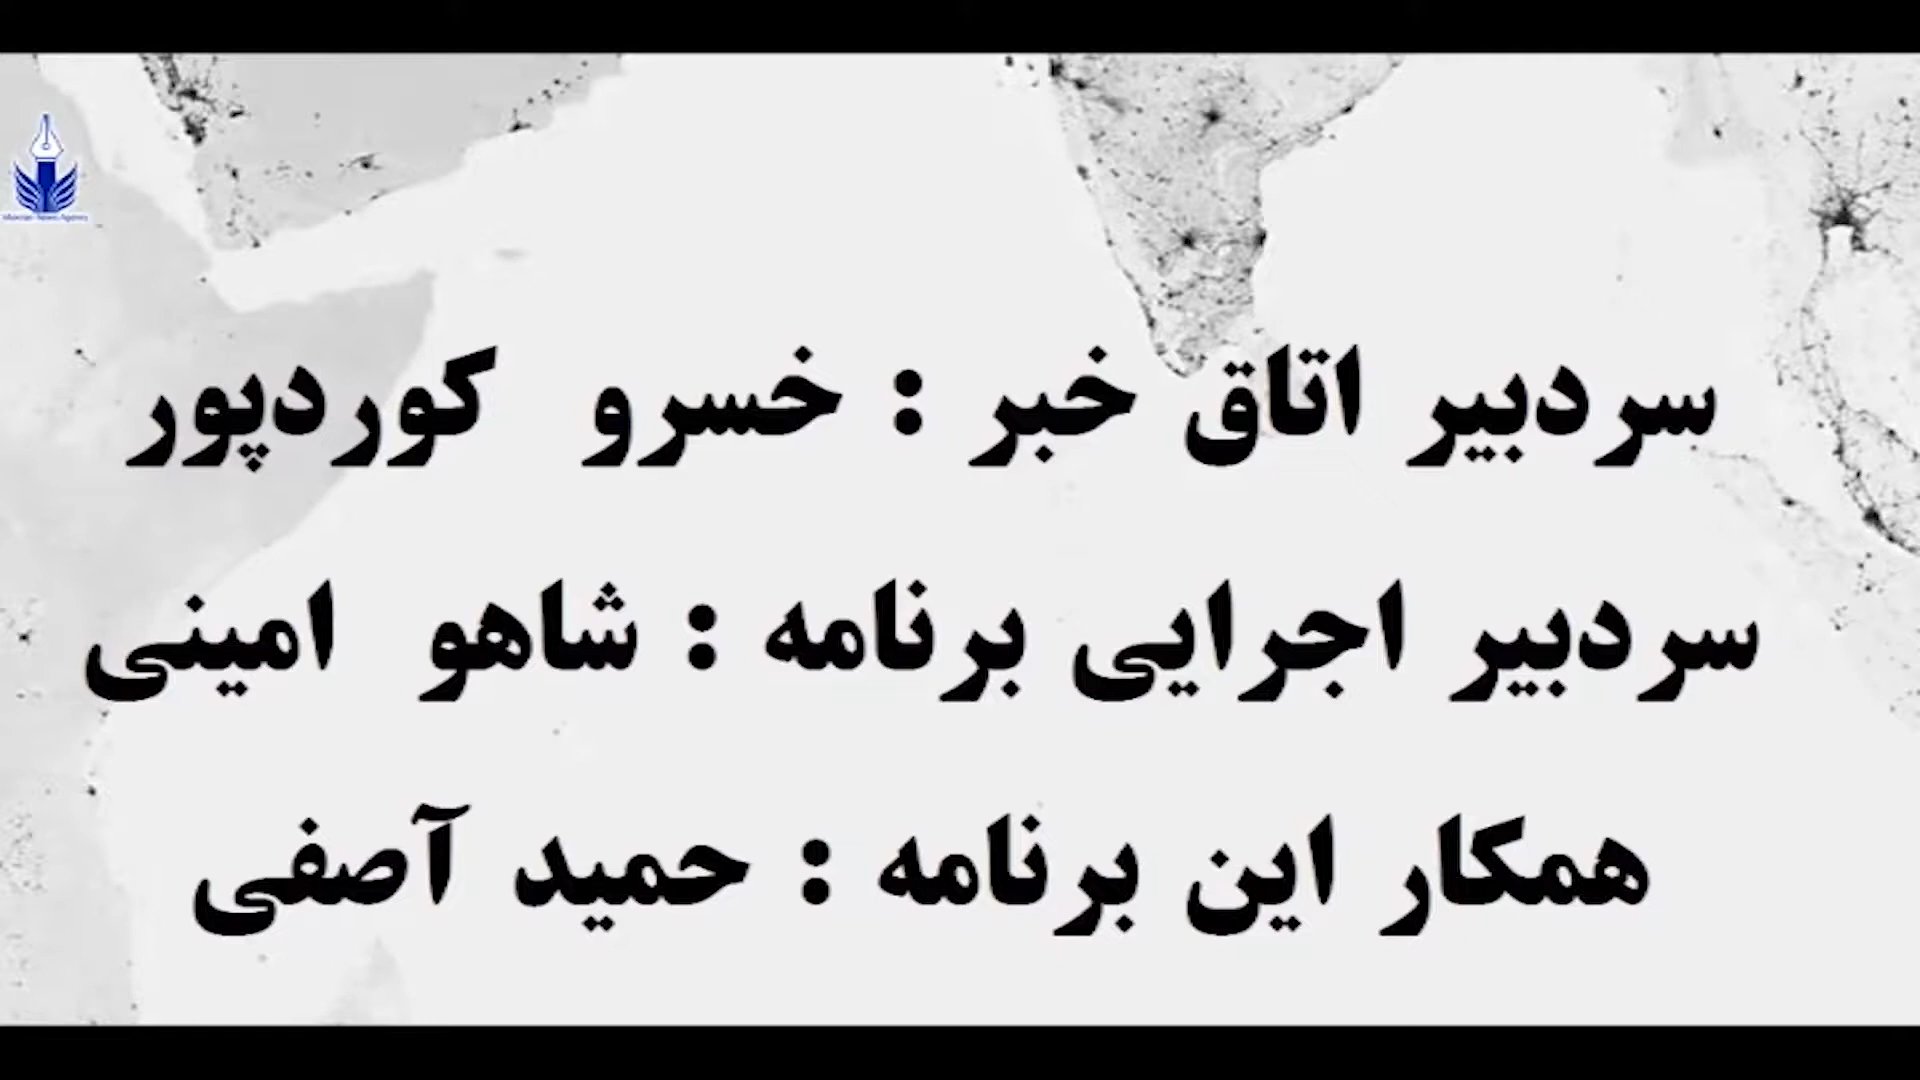 سردبیر اتاق خبر : خسرو کوردپور
سردبیر اجرایی برنامه : شاهو امینی
همکار این برنامه : حمید آصفی